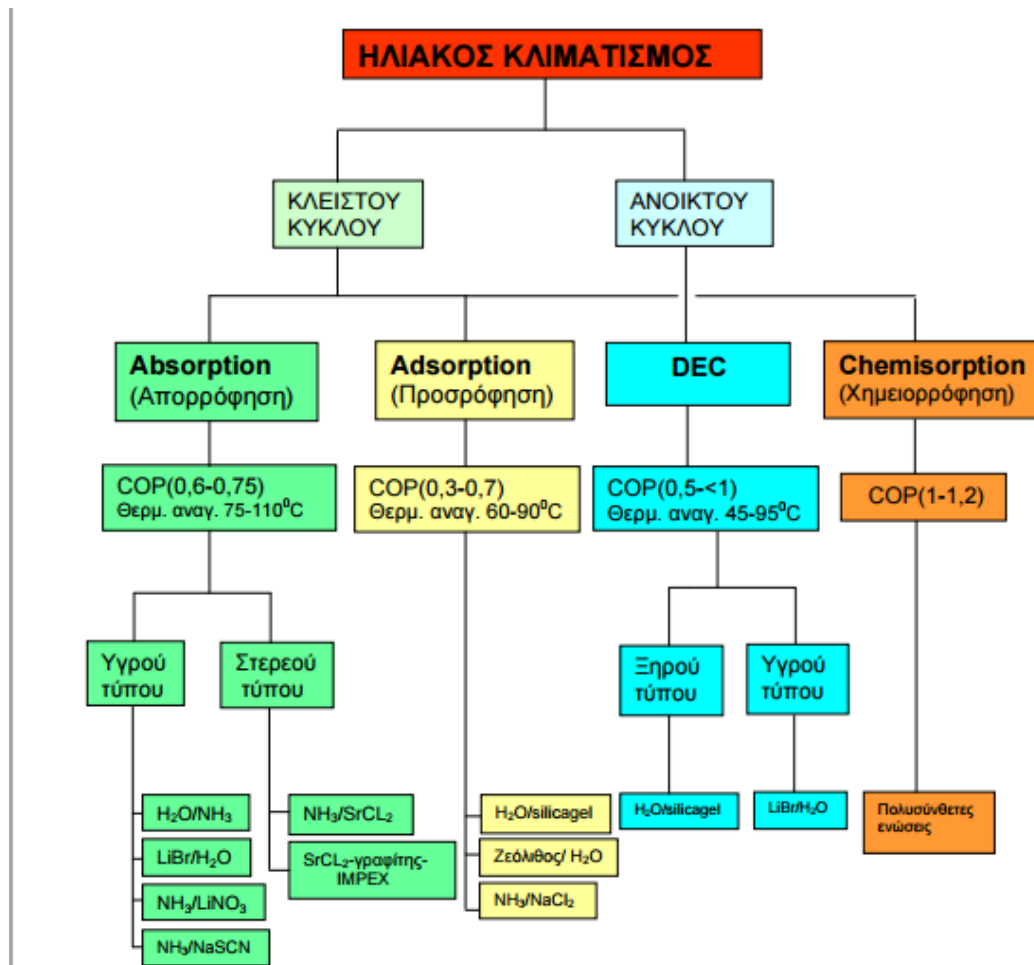 ΗΛΙΑΚΟΣ ΚΛΙΜΑΤΙΣΜΟΣ
ΚΛΕΙΣΤΟΥ
ΚΥΚΛΟΥ
ΑΝΟΙΚΤΟΥ
ΚΥΚΛΟΥ
Absorption
(Απορρόφηση)
Adsorption
(Προσρόφηση)
DEC
Chemisorption
(Χημειορρόφηση)
COP(0,6-0,75)
Θερμ. αναγ. 75-110⁰C
COP(0,3-0,7)
Θερμ. αναγ. 60-90⁰C
COP(0,5-<1)
Θερμ. αναγ. 45-95⁰C
COP(1-1,2)
Υγρού
τύπου
Στερεού
τύπου
Ξηρού
τύπου
Υγρού
τύπου
H₂O/NH₃
LiBr/H₂O
NH₃/LiNO₃
NH₃/NaSCN
NH₃/SrCL₂
SrCL₂-γραφίτης-
IMPEX
H₂O/silicagel
Ζεόλιθος/ H₂O
NH₃/NaCl₂
H₂O/silicagel
LiBr/H₂O
Πολυσύνθετες
ενώσεις